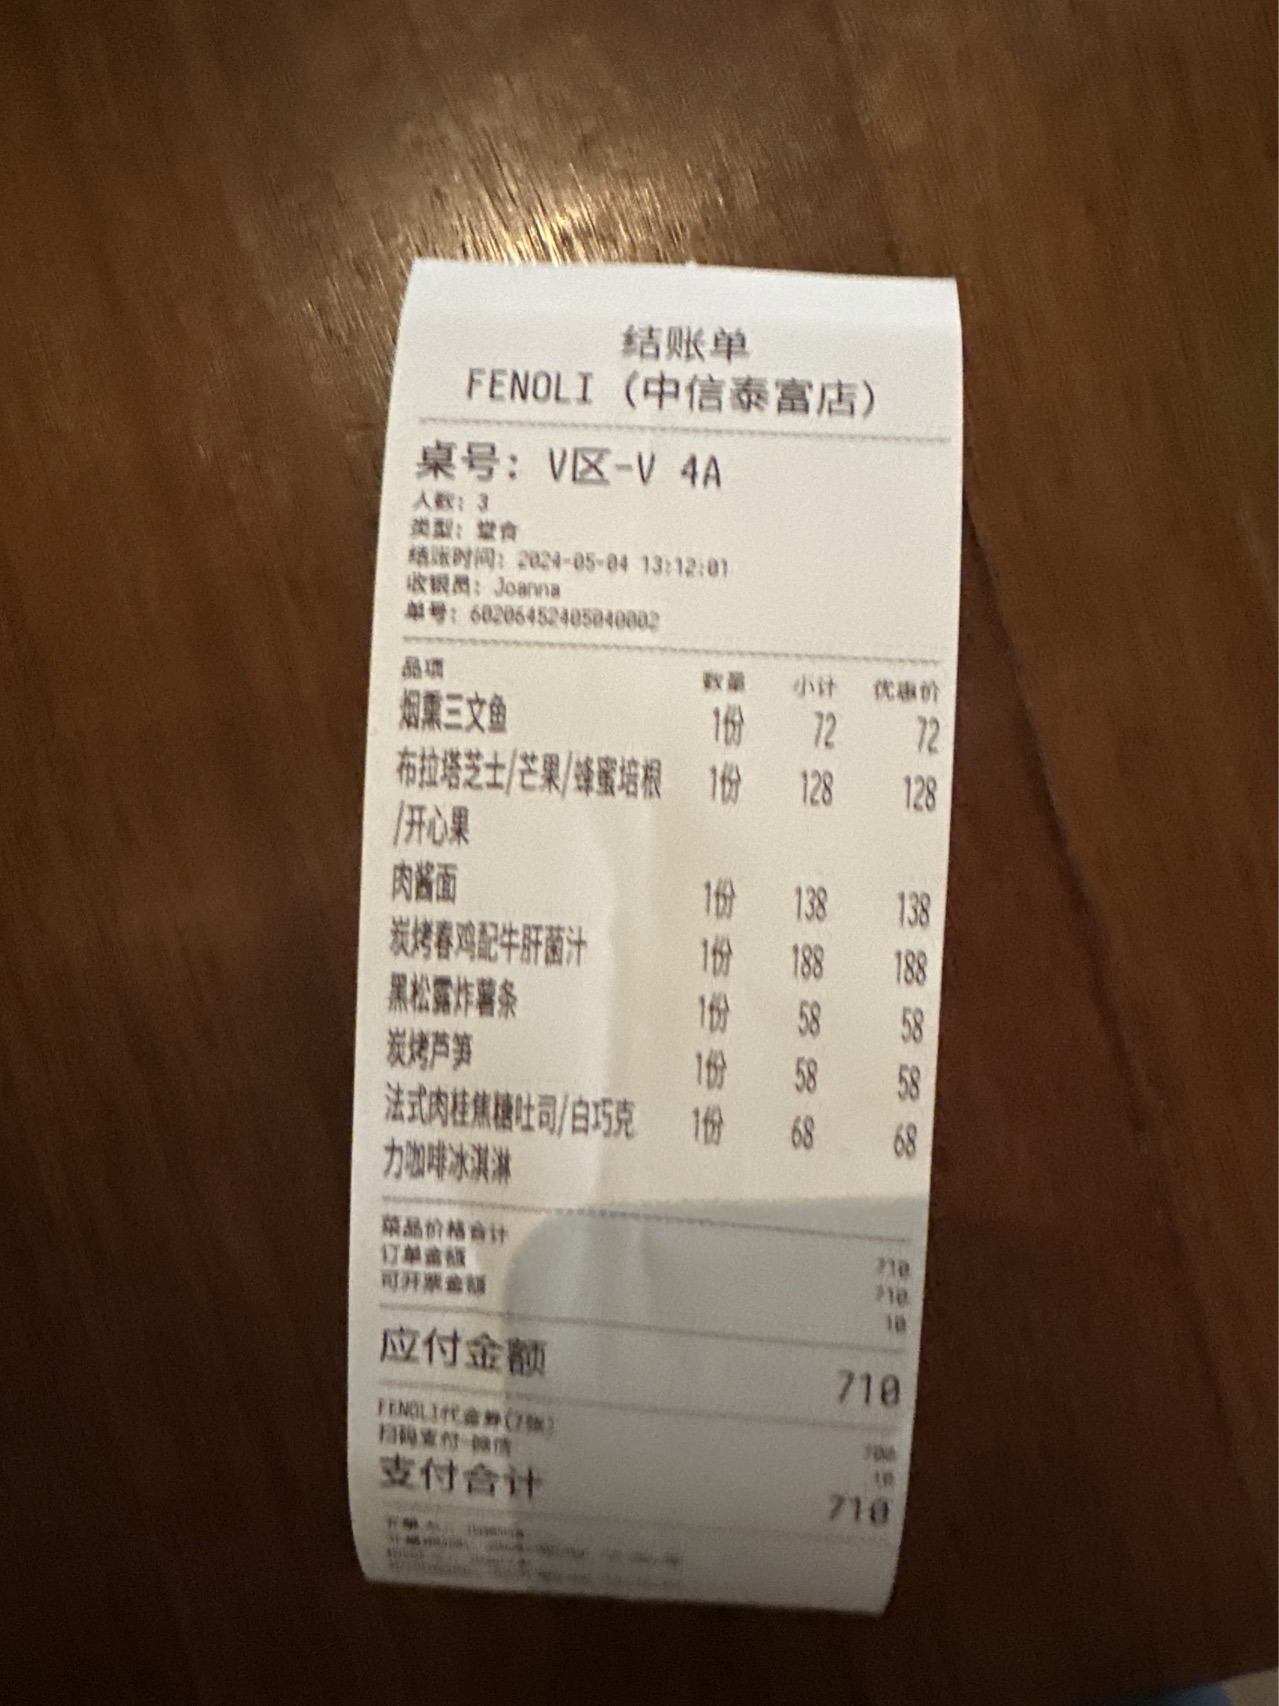 结账单
FENOLI (中信泰富店)
桌号: V区-V 4A
人数: 3
类型: 堂食
结账时间: 2024-05-04 13:12:01
收银员: Joanna
单号: 60206452405040002
品项 数量 小计 优惠价
烟熏三文鱼 1份 72 72
布拉塔芝士/芒果/蜂蜜培根 1份 128 128
/开心果
肉酱面 1份 138 138
炭烤春鸡配牛肝菌汁 1份 188 188
黑松露炸薯条 1份 58 58
炭烤芦笋 1份 58 58
法式肉桂焦糖吐司/白巧克 1份 68 68
力咖啡冰淇淋
菜品价格合计 710
订单金额 710
可开票金额 10
应付金额 710
FENOLI代金券(7张) 700
扫码支付-微信 10
支付合计 710